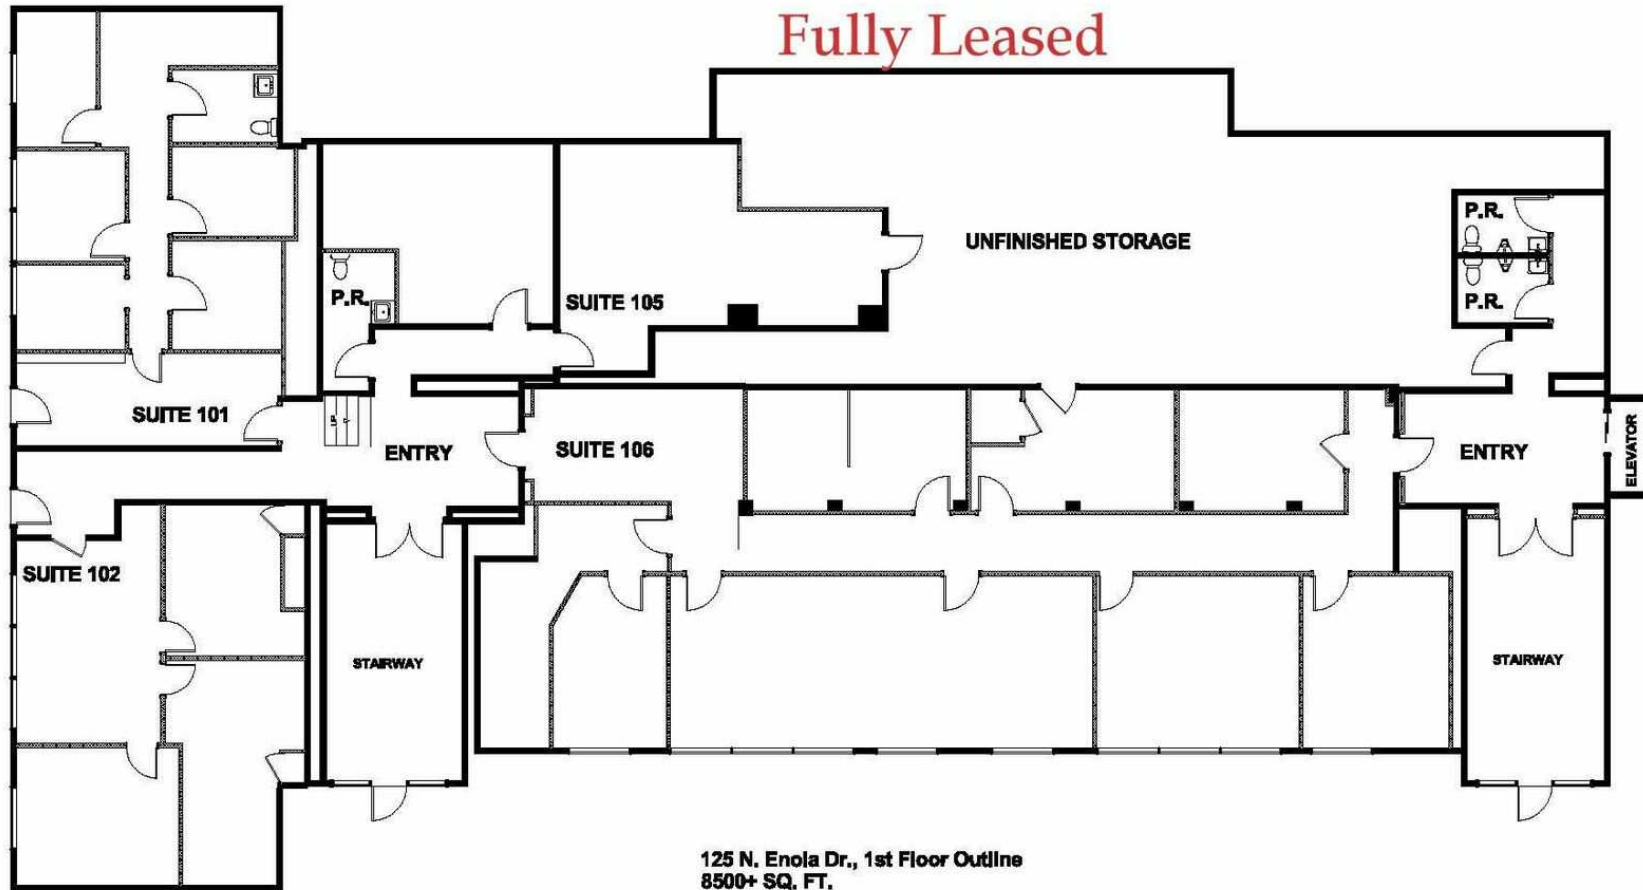 Fully Leased
UNFINISHED STORAGE
P.R.
P.R.
P.R.
SUITE 105
SUITE 101
UP
ENTRY
SUITE 106
ENTRY
ELEVATOR
SUITE 102
STAIRWAY
STAIRWAY
125 N. Enola Dr., 1st Floor Outline
8500+ SQ. FT.